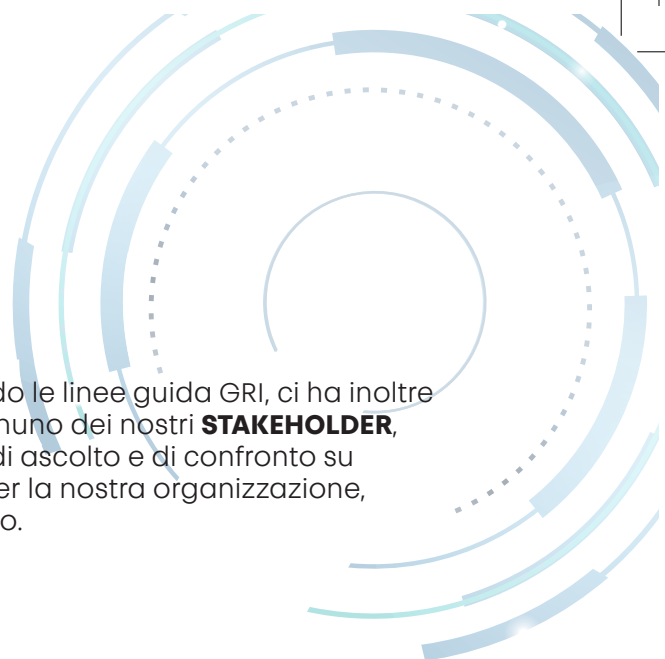 do le linee guida GRI, ci ha inoltre
nuno dei nostri STAKEHOLDER,
di ascolto e di confronto su
er la nostra organizzazione,
o.